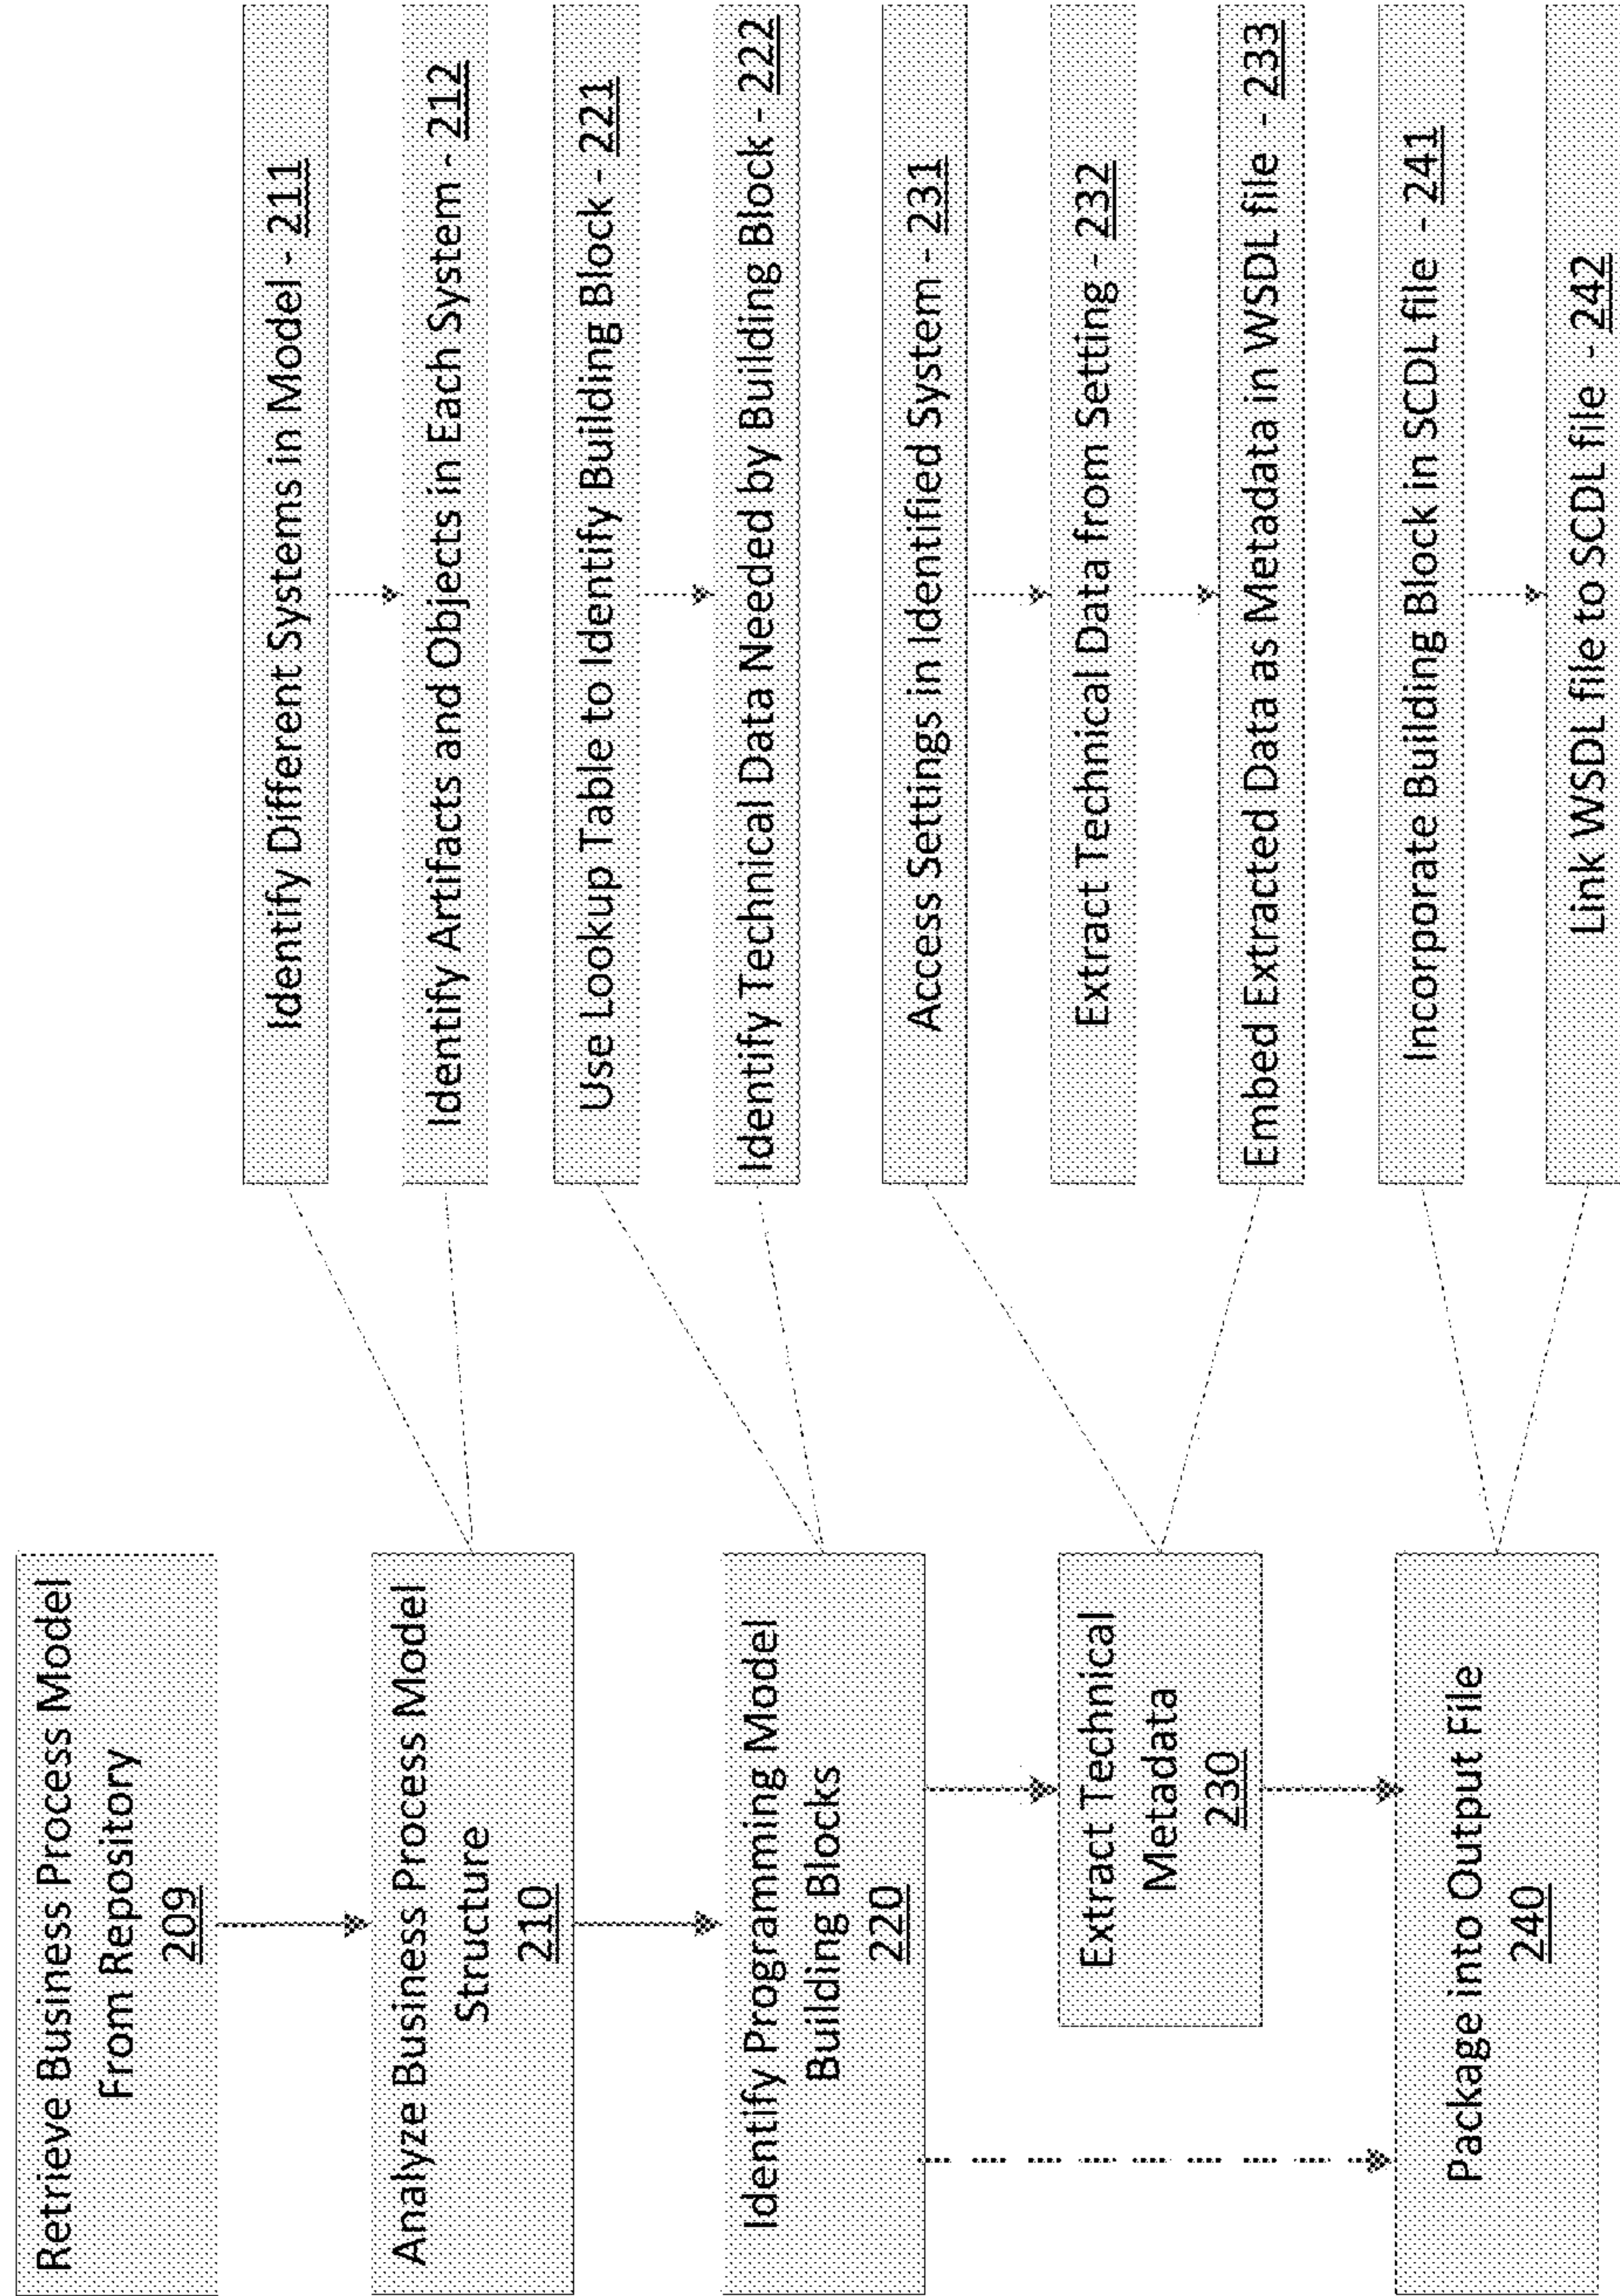 Retrieve Business Process Model
From Repository
209
Analyze Business Process Model
Structure
210
Identify Programming Model
Building Blocks
220
Extract Technical
Metadata
230
Package into Output File
240
Identify Different Systems in Model - 211
Identify Artifacts and Objects in Each System - 212
Use Lookup Table to Identify Building Block - 221
Identify Technical Data Needed by Building Block - 222
Access Settings in Identified System - 231
Extract Technical Data from Setting - 232
Embed Extracted Data as Metadata in WSDL file - 233
Incorporate Building Block in SCDL file - 241
Link WSDL file to SCDL file - 242